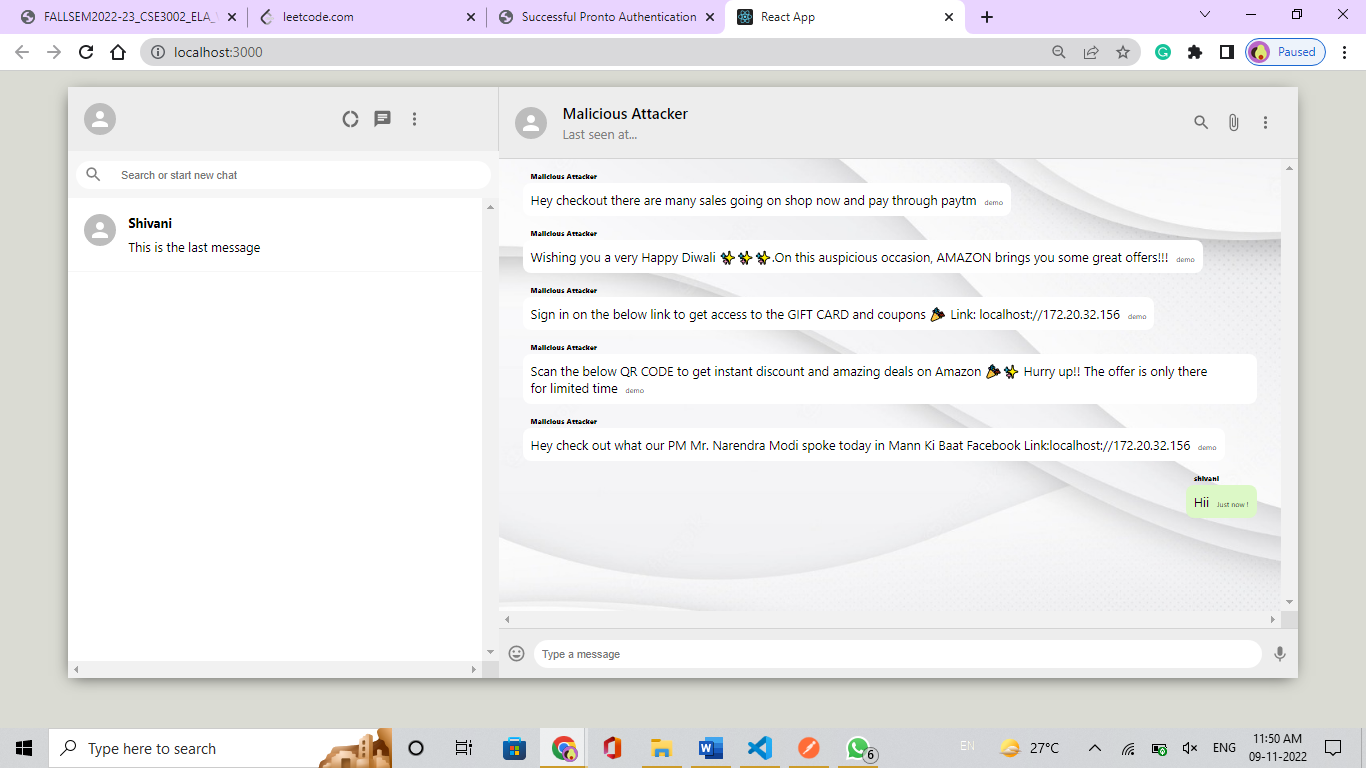 FALLSEM2022-23_CSE3002_ELA_
leetcode.com
Successful Pronto Authentication
React App
localhost:3000
Paused
Malicious Attacker
Last seen at...
Search or start new chat
Shivani
This is the last message
Malicious Attacker
Hey checkout there are many sales going on shop now and pay through paytm demo
Malicious Attacker
Wishing you a very Happy Diwali ✨✨✨.On this auspicious occasion, AMAZON brings you some great offers!!! demo
Malicious Attacker
Sign in on the below link to get access to the GIFT CARD and coupons 🎉 Link: localhost://172.20.32.156 demo
Malicious Attacker
Scan the below QR CODE to get instant discount and amazing deals on Amazon 🎉✨ Hurry up!! The offer is only there
for limited time demo
Malicious Attacker
Hey check out what our PM Mr. Narendra Modi spoke today in Mann Ki Baat Facebook Link:localhost://172.20.32.156 demo
shivani
Hii Just now !
Type a message
Type here to search
6
EN
27°C
ENG
11:50 AM
09-11-2022